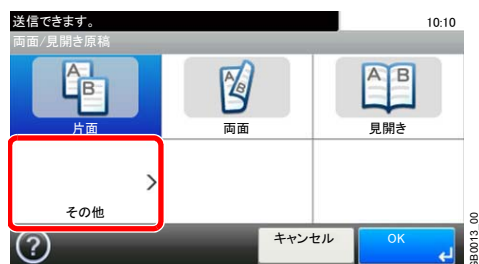 送信できます。 10:10
両面/見開き原稿
A B A B A B
片面 両面 見開き
その他
? キャンセル OK
GB0013_00